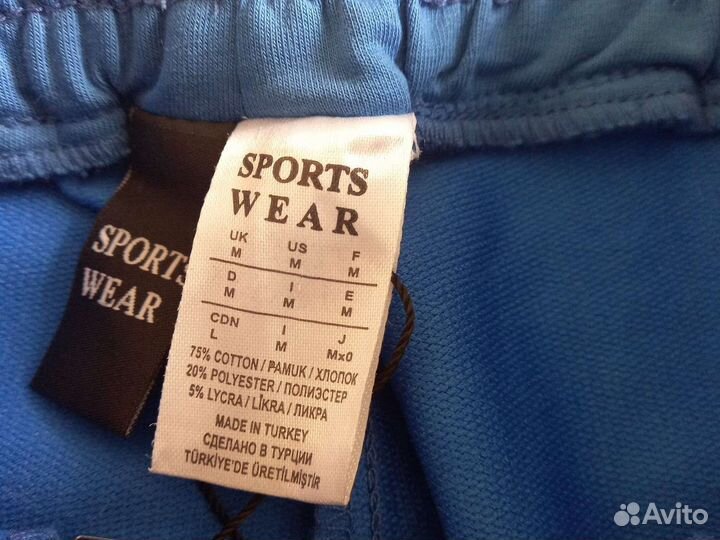 SPORTS
WEAR
SPORTS
WEAR
UK US F
M M M
D I E
M M M
CDN I J
L M Mx0
75% COTTON / PAMUK / ХЛОПОК
20% POLYESTER / ПОЛИЭСТЕР
5% LYCRA / LİKRA / ЛИКРА
MADE IN TURKEY
СДЕЛАНО В ТУРЦИИ
TÜRKİYE'DE ÜRETİLMİŞTİR
Avito